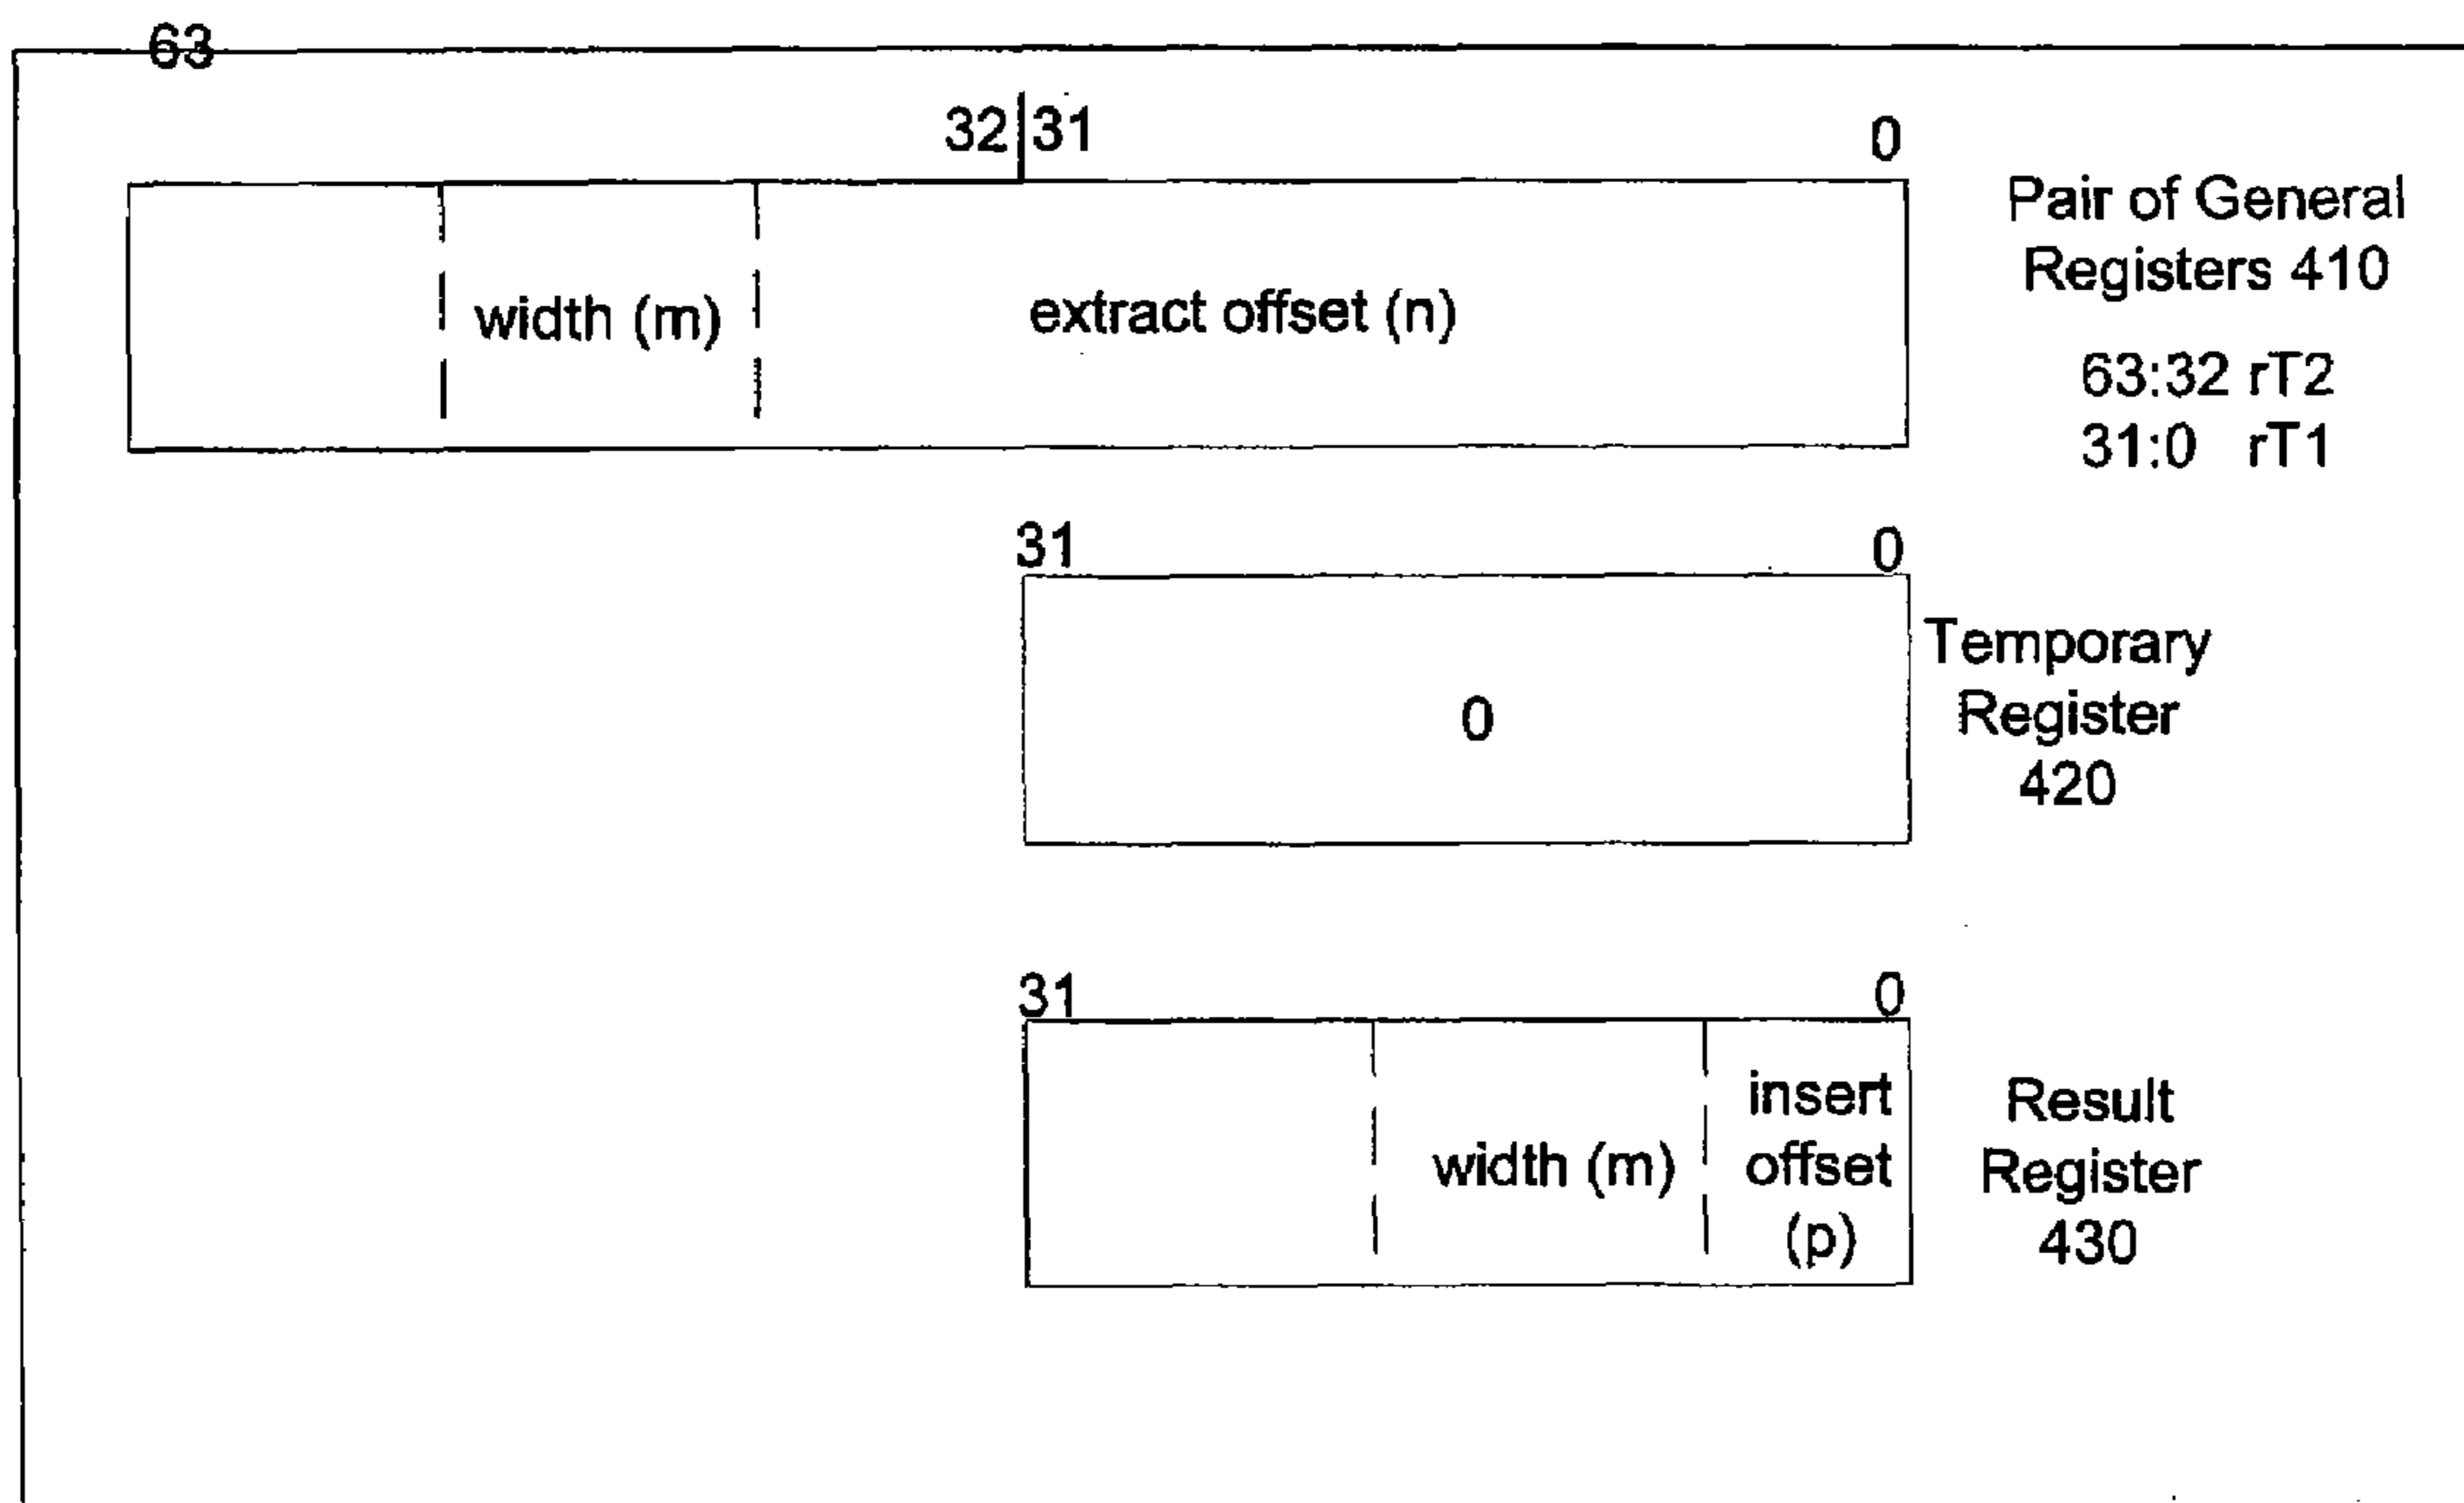 63
32 31 0
Pair of General
Registers 410
width (m) extract offset (n)
63:32 rT2
31:0 rT1
31 0
0
Temporary
Register
420
31 0
width (m)
insert
offset
(p)
Result
Register
430